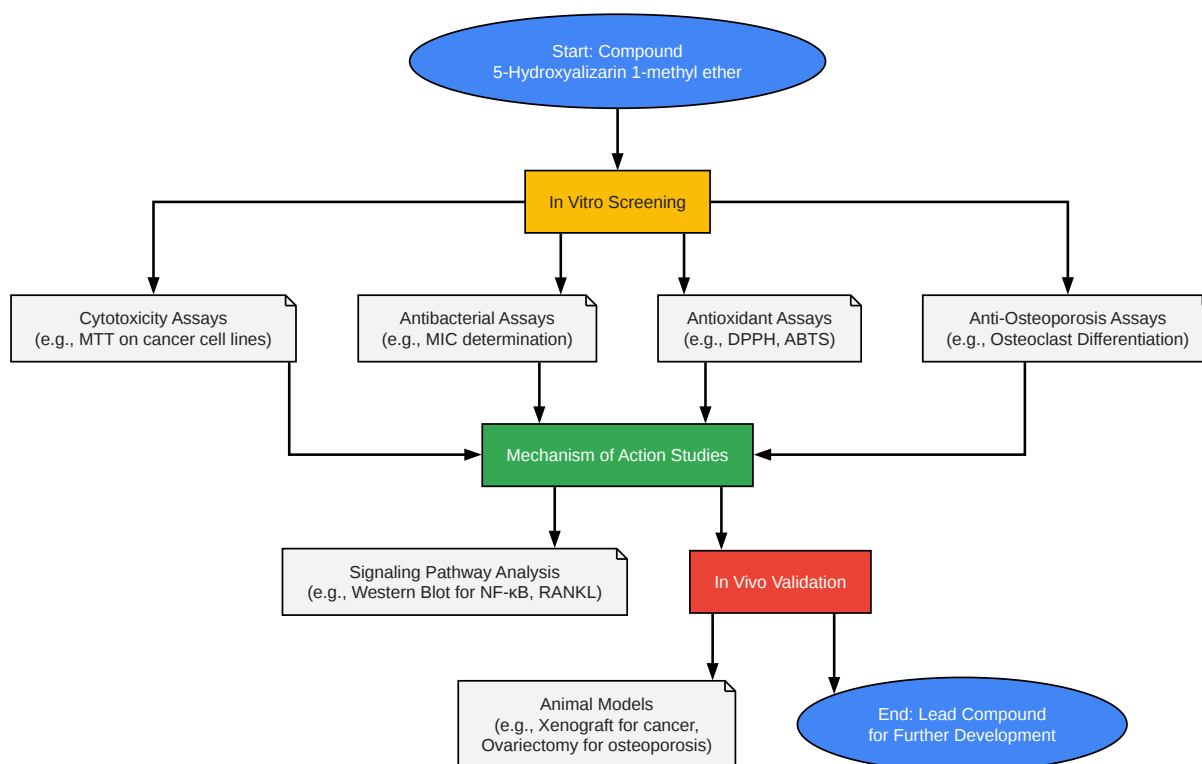 Start: Compound
5-Hydroxyalizarin 1-methyl ether
In Vitro Screening
Cytotoxicity Assays
(e.g., MTT on cancer cell lines)
Antibacterial Assays
(e.g., MIC determination)
Antioxidant Assays
(e.g., DPPH, ABTS)
Anti-Osteoporosis Assays
(e.g., Osteoclast Differentiation)
Mechanism of Action Studies
Signaling Pathway Analysis
(e.g., Western Blot for NF-κB, RANKL)
In Vivo Validation
Animal Models
(e.g., Xenograft for cancer,
Ovariectomy for osteoporosis)
End: Lead Compound
for Further Development